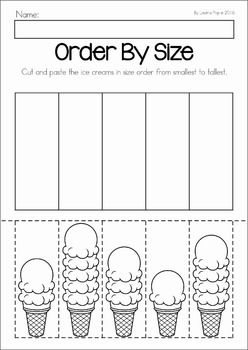 By Lavinia Pop © 2016
Name:
Order By Size
Cut and paste the ice creams in size order from smallest to tallest.